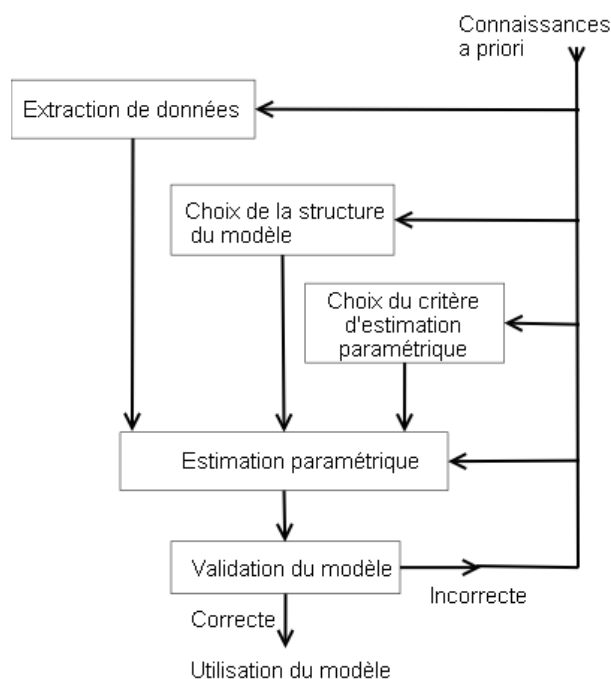 Connaissances
a priori
Extraction de données
Choix de la structure
du modèle
Choix du critère
d'estimation
paramétrique
Estimation paramétrique
Validation du modèle
Incorrecte
Correcte
Utilisation du modèle